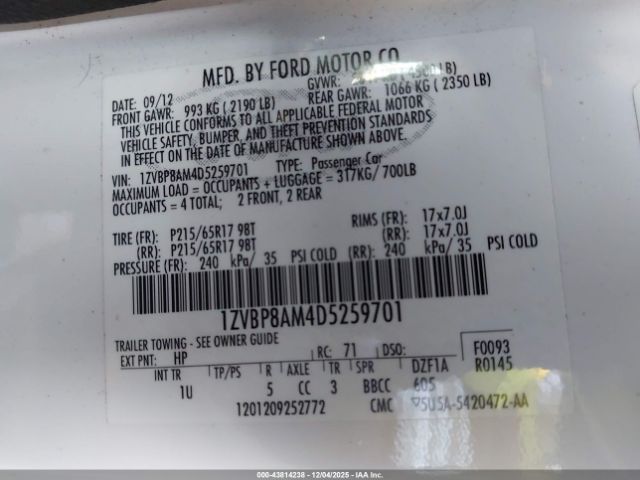 MFD. BY FORD MOTOR CO.
DATE: 09/12 GVWR:
FRONT GAWR: 993 KG ( 2190 LB) REAR GAWR: 1066 KG ( 2350 LB)
THIS VEHICLE CONFORMS TO ALL APPLICABLE FEDERAL MOTOR
VEHICLE SAFETY, BUMPER, AND THEFT PREVENTION STANDARDS
IN EFFECT ON THE DATE OF MANUFACTURE SHOWN ABOVE.
VIN: 1ZVBP8AM4D5259701 TYPE: Passenger Car
MAXIMUM LOAD = OCCUPANTS + LUGGAGE = 317KG/ 700LB
OCCUPANTS = 4 TOTAL; 2 FRONT, 2 REAR
TIRE (FR): P215/65R17 98T RIMS (FR): 17x7.0J
(RR): P215/65R17 98T (RR): 17x7.0J
PRESSURE (FR): 240 kPa/ 35 PSI COLD (RR): 240 kPa/ 35 PSI COLD
1ZVBP8AM4D5259701
TRAILER TOWING - SEE OWNER GUIDE
EXT PNT: HP RC: 71 DSO: F0093
INT TR TP/PS R AXLE TR SPR DZF1A R0145
1U 5 CC 3 BBCC 605
1201209252772 CMC 5U5A-5420472-AA
000-43814238 - 12/04/2025 - IAA Inc.